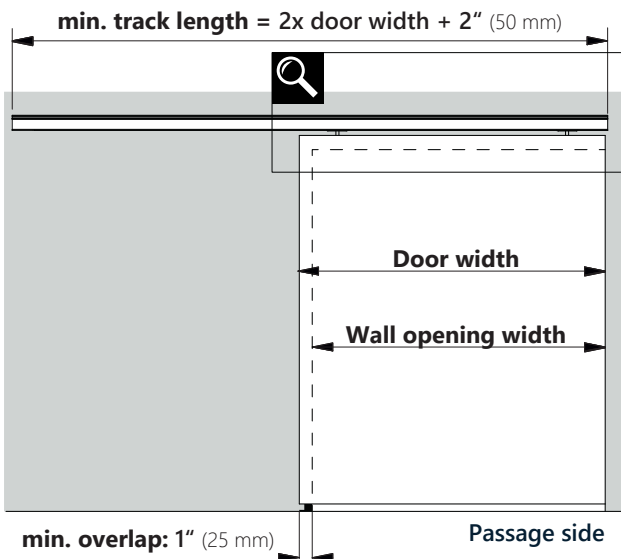 min. track length = 2x door width + 2“ (50 mm)
Door width
Wall opening width
min. overlap: 1“ (25 mm)
Passage side